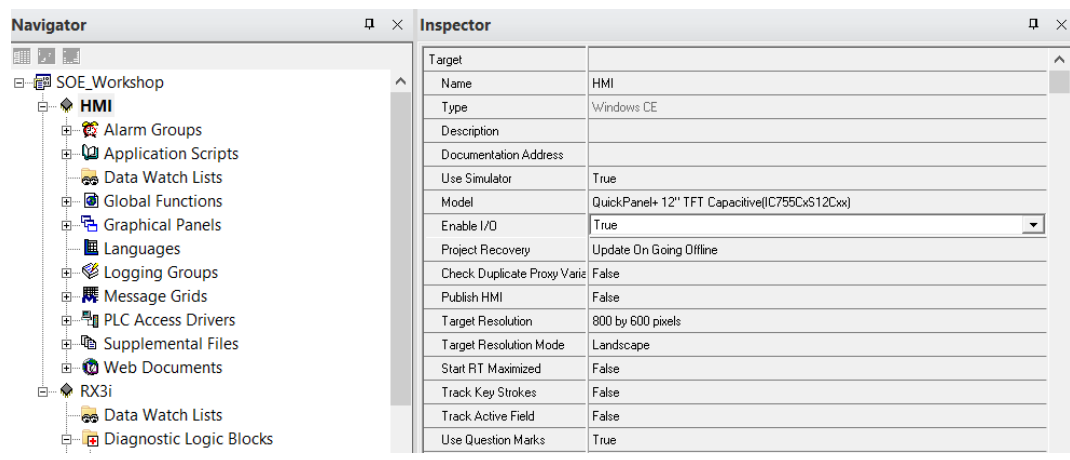 Navigator
SOE_Workshop
HMI
Alarm Groups
Application Scripts
Data Watch Lists
Global Functions
Graphical Panels
Languages
Logging Groups
Message Grids
PLC Access Drivers
Supplemental Files
Web Documents
RX3i
Data Watch Lists
Diagnostic Logic Blocks
Inspector
Target
Name HMI
Type Windows CE
Description
Documentation Address
Use Simulator True
Model QuickPanel+ 12" TFT Capacitive(IC755CxS12Cxx)
Enable I/O True
Project Recovery Update On Going Offline
Check Duplicate Proxy Varia False
Publish HMI False
Target Resolution 800 by 600 pixels
Target Resolution Mode Landscape
Start RT Maximized False
Track Key Strokes False
Track Active Field False
Use Question Marks True